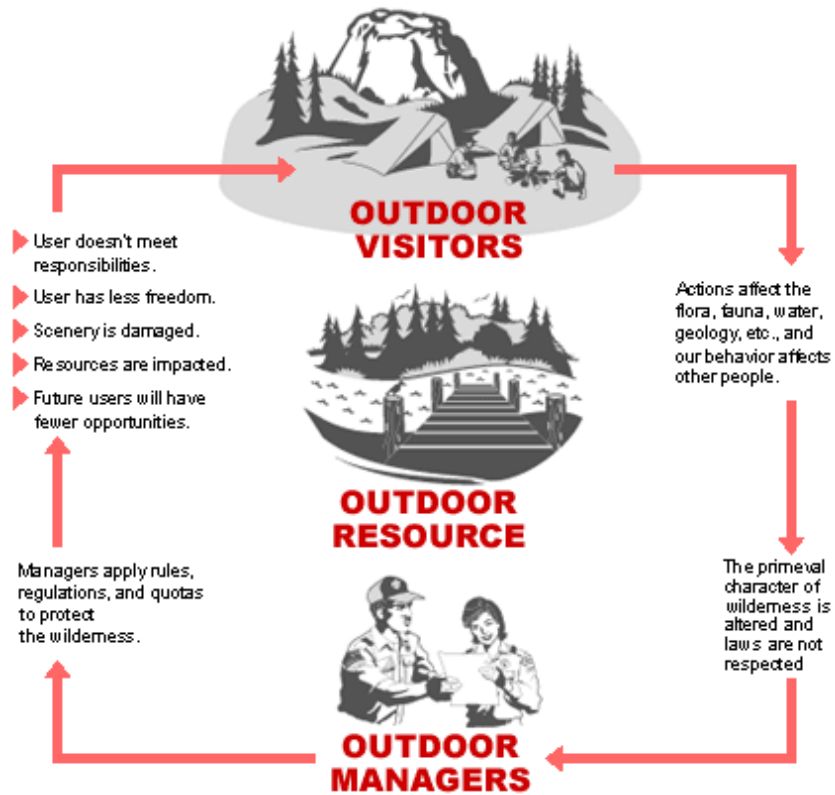 OUTDOOR
VISITORS
Actions affect the
flora, fauna, water,
geology, etc., and
our behavior affects
other people.
The primeval
character of
wilderness is
altered and
laws are not
respected
OUTDOOR
MANAGERS
Managers apply rules,
regulations, and quotas
to protect
the wilderness.
User doesn't meet
responsibilities.
User has less freedom.
Scenery is damaged.
Resources are impacted.
Future users will have
fewer opportunities.
OUTDOOR
RESOURCE